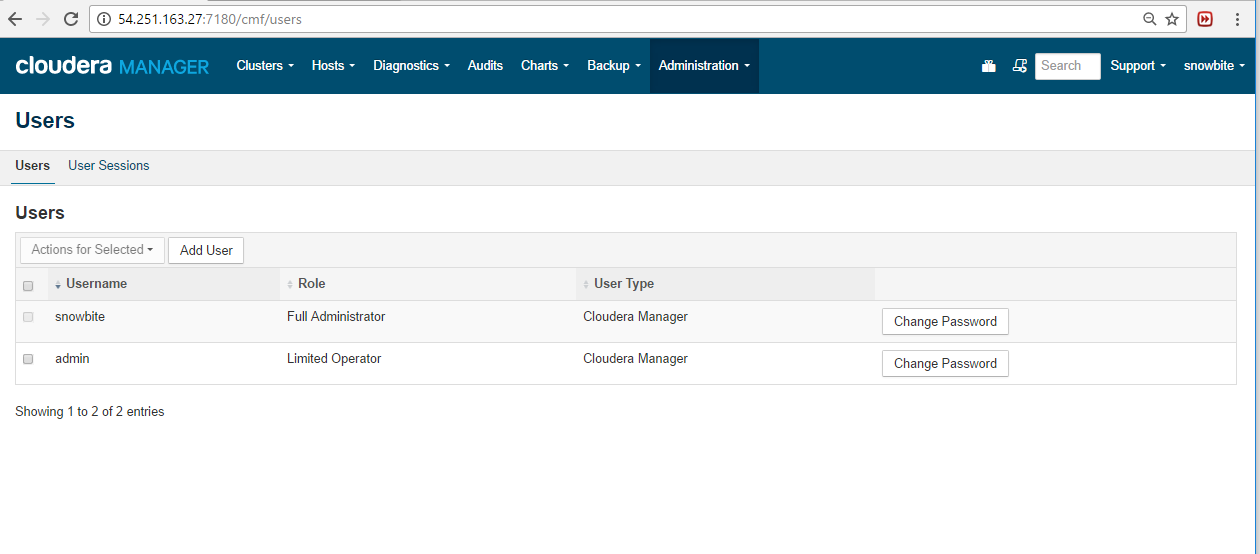 54.251.163.27:7180/cmf/users
cloudera MANAGER Clusters Hosts Diagnostics Audits Charts Backup Administration Search Support snowbite
Users
Users User Sessions
Users
Actions for Selected Add User
Username Role User Type
snowbite Full Administrator Cloudera Manager Change Password
admin Limited Operator Cloudera Manager Change Password
Showing 1 to 2 of 2 entries